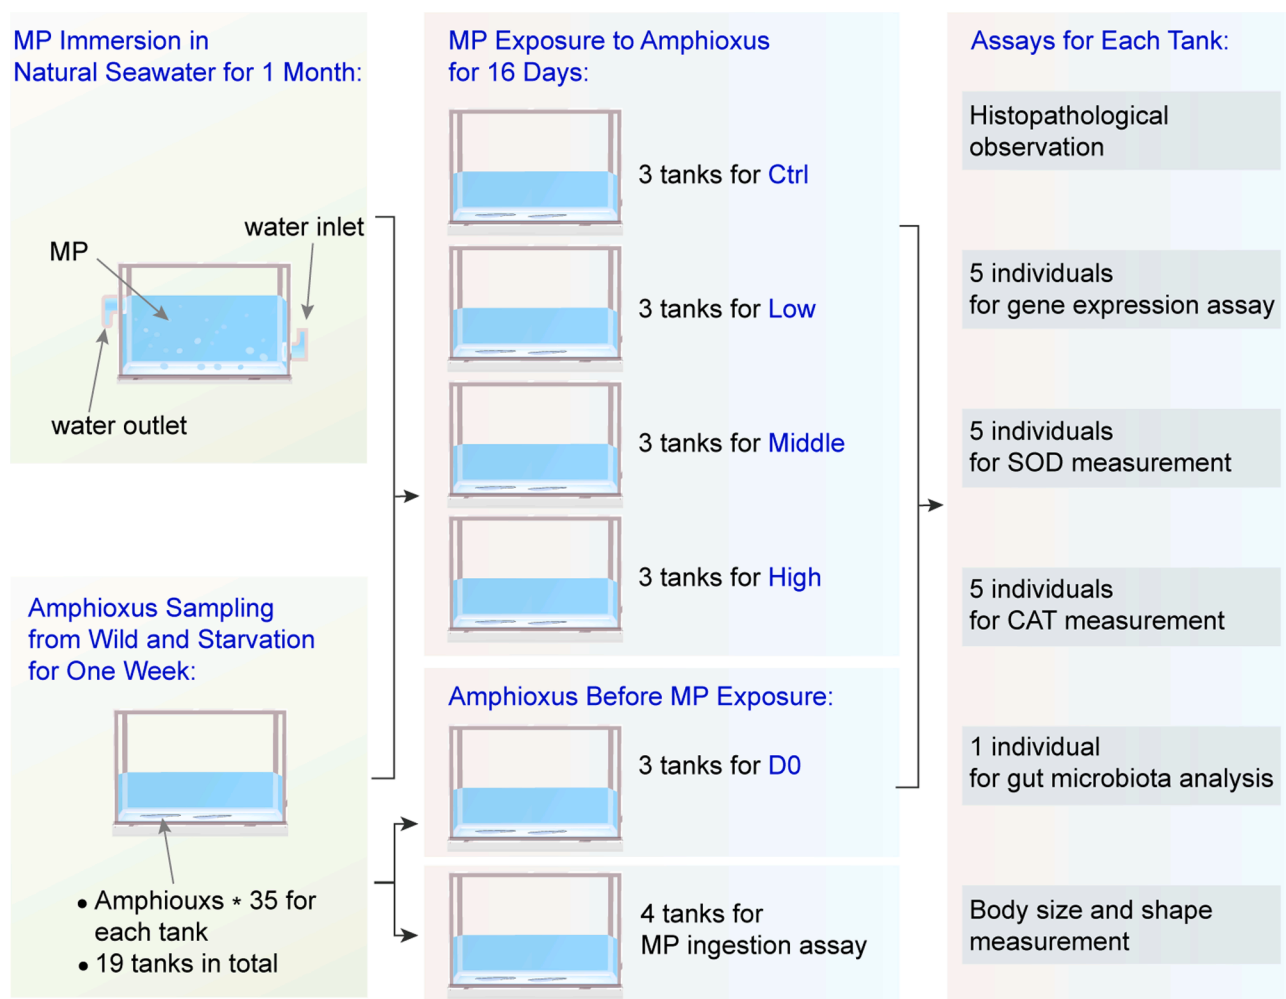 MP Immersion in
Natural Seawater for 1 Month:
water inlet
MP
water outlet
Amphioxus Sampling
from Wild and Starvation
for One Week:
• Amphiouxs * 35 for
each tank
• 19 tanks in total
MP Exposure to Amphioxus
for 16 Days:
3 tanks for Ctrl
3 tanks for Low
3 tanks for Middle
3 tanks for High
Amphioxus Before MP Exposure:
3 tanks for D0
4 tanks for
MP ingestion assay
Assays for Each Tank:
Histopathological
observation
5 individuals
for gene expression assay
5 individuals
for SOD measurement
5 individuals
for CAT measurement
1 individual
for gut microbiota analysis
Body size and shape
measurement